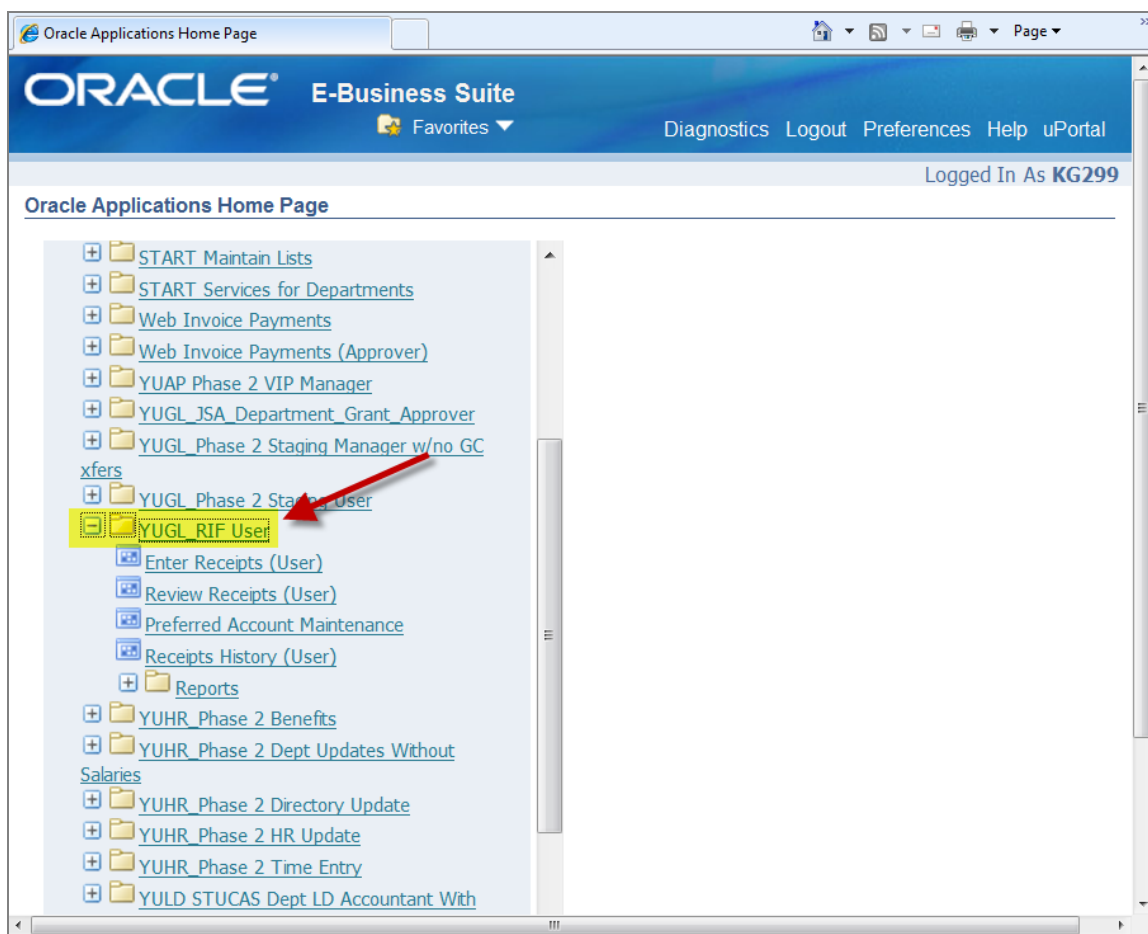 Oracle Applications Home Page
Page
ORACLE® E-Business Suite
Favorites
Diagnostics Logout Preferences Help uPortal
Logged In As KG299
Oracle Applications Home Page
START Maintain Lists
START Services for Departments
Web Invoice Payments
Web Invoice Payments (Approver)
YUAP Phase 2 VIP Manager
YUGL_JSA_Department_Grant_Approver
YUGL_Phase 2 Staging Manager w/no GC
xfers
YUGL_Phase 2 Staging User
YUGL_RIF User
Enter Receipts (User)
Review Receipts (User)
Preferred Account Maintenance
Receipts History (User)
Reports
YUHR_Phase 2 Benefits
YUHR_Phase 2 Dept Updates Without
Salaries
YUHR_Phase 2 Directory Update
YUHR_Phase 2 HR Update
YUHR_Phase 2 Time Entry
YULD STUCAS Dept LD Accountant With